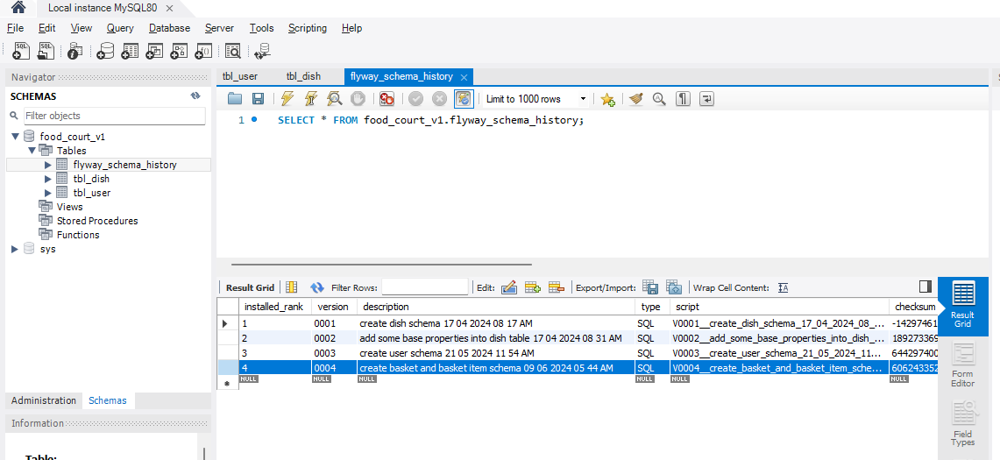 Local instance MySQL80 ×
File Edit View Query Database Server Tools Scripting Help
Navigator
SCHEMAS
Filter objects
food_court_v1
Tables
flyway_schema_history
tbl_dish
tbl_user
Views
Stored Procedures
Functions
sys
Administration Schemas
Information
Table:
tbl_user tbl_dish flyway_schema_history ×
Limit to 1000 rows
1 SELECT * FROM food_court_v1.flyway_schema_history;
Result Grid Filter Rows: Edit: Export/Import: Wrap Cell Content:
installed_rank version description type script checksum
1 0001 create dish schema 17 04 2024 08 17 AM SQL V0001__create_dish_schema_17_04_2024_08_... -14297461
2 0002 add some base properties into dish table 17 04 2024 08 31 AM SQL V0002__add_some_base_properties_into_dish_... 189273369
3 0003 create user schema 21 05 2024 11 54 AM SQL V0003__create_user_schema_21_05_2024_11... 644297400
4 0004 create basket and basket item schema 09 06 2024 05 44 AM SQL V0004__create_basket_and_basket_item_sche... 606243352
NULL NULL NULL NULL NULL NULL
Result
Grid
Form
Editor
Field
Types